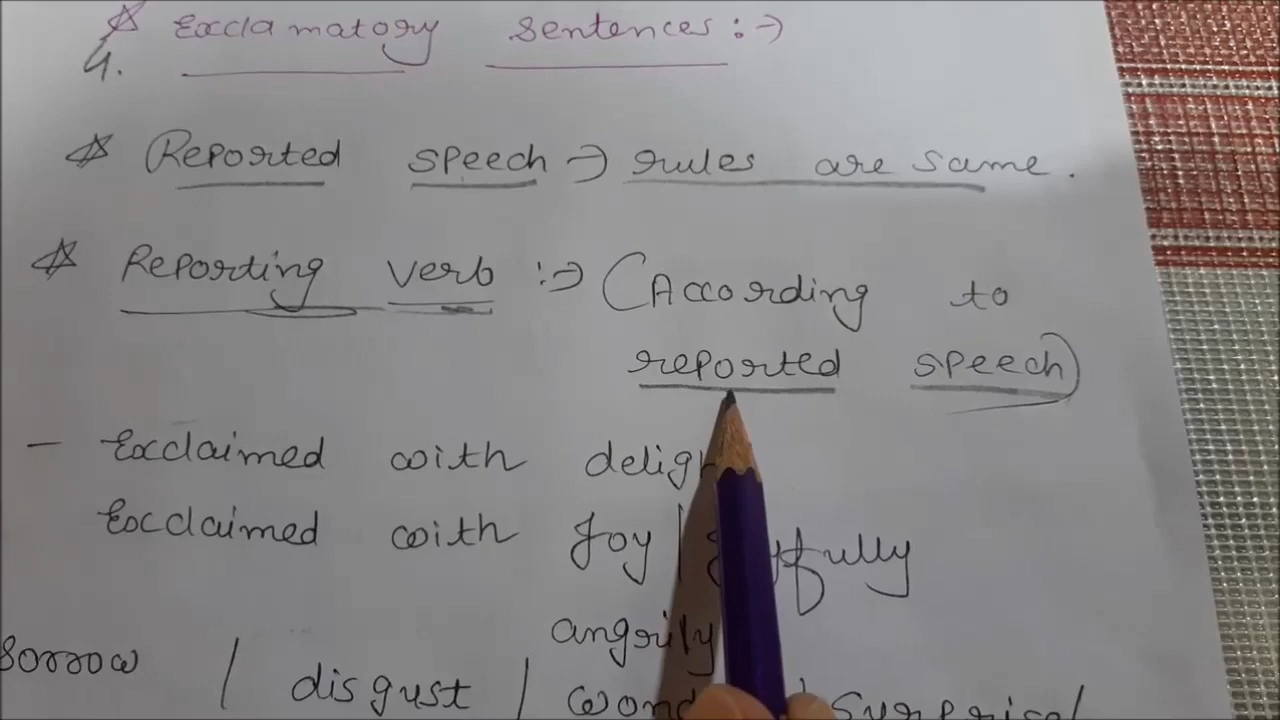 ☆ Exclamatory Sentences :→
4.
☆ Reported speech → rules are same.
☆ Reporting verb :→ (According to
reported speech)
- Exclaimed with
Exclaimed with Joy /
angrily
sorrow / disgust /